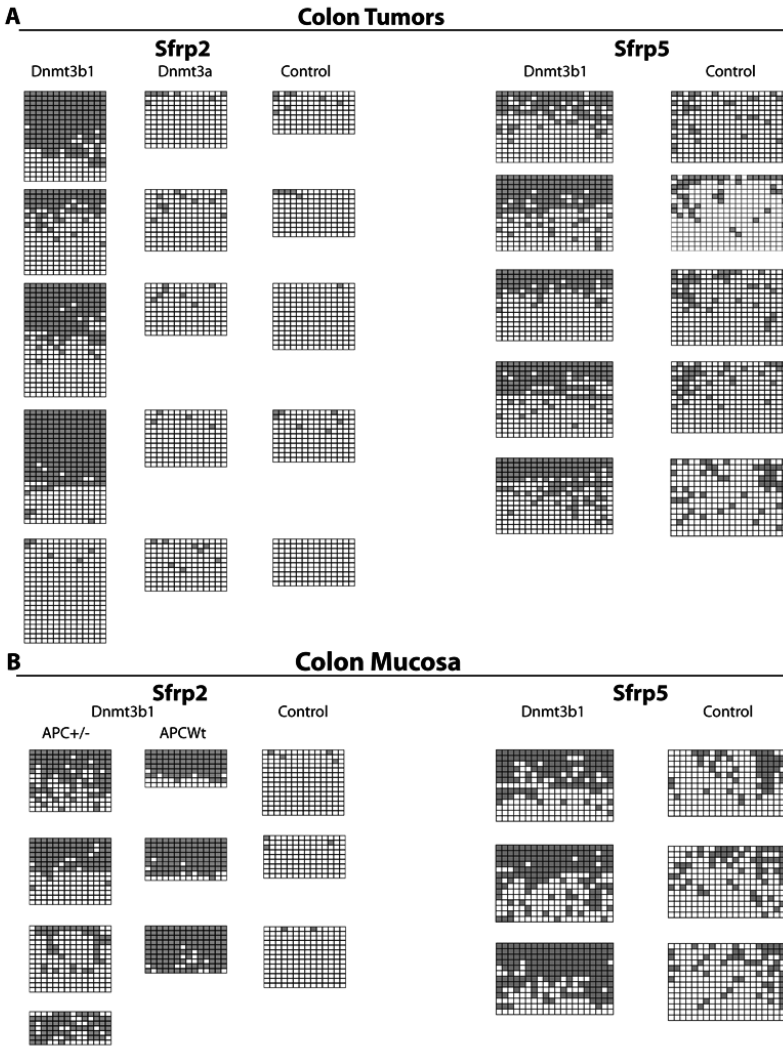 A
Colon Tumors
Sfrp2
Sfrp5
Dnmt3b1 Dnmt3a Control Dnmt3b1 Control
B
Colon Mucosa
Sfrp2
Sfrp5
Dnmt3b1 Control Dnmt3b1 Control
APC+/- APCWt